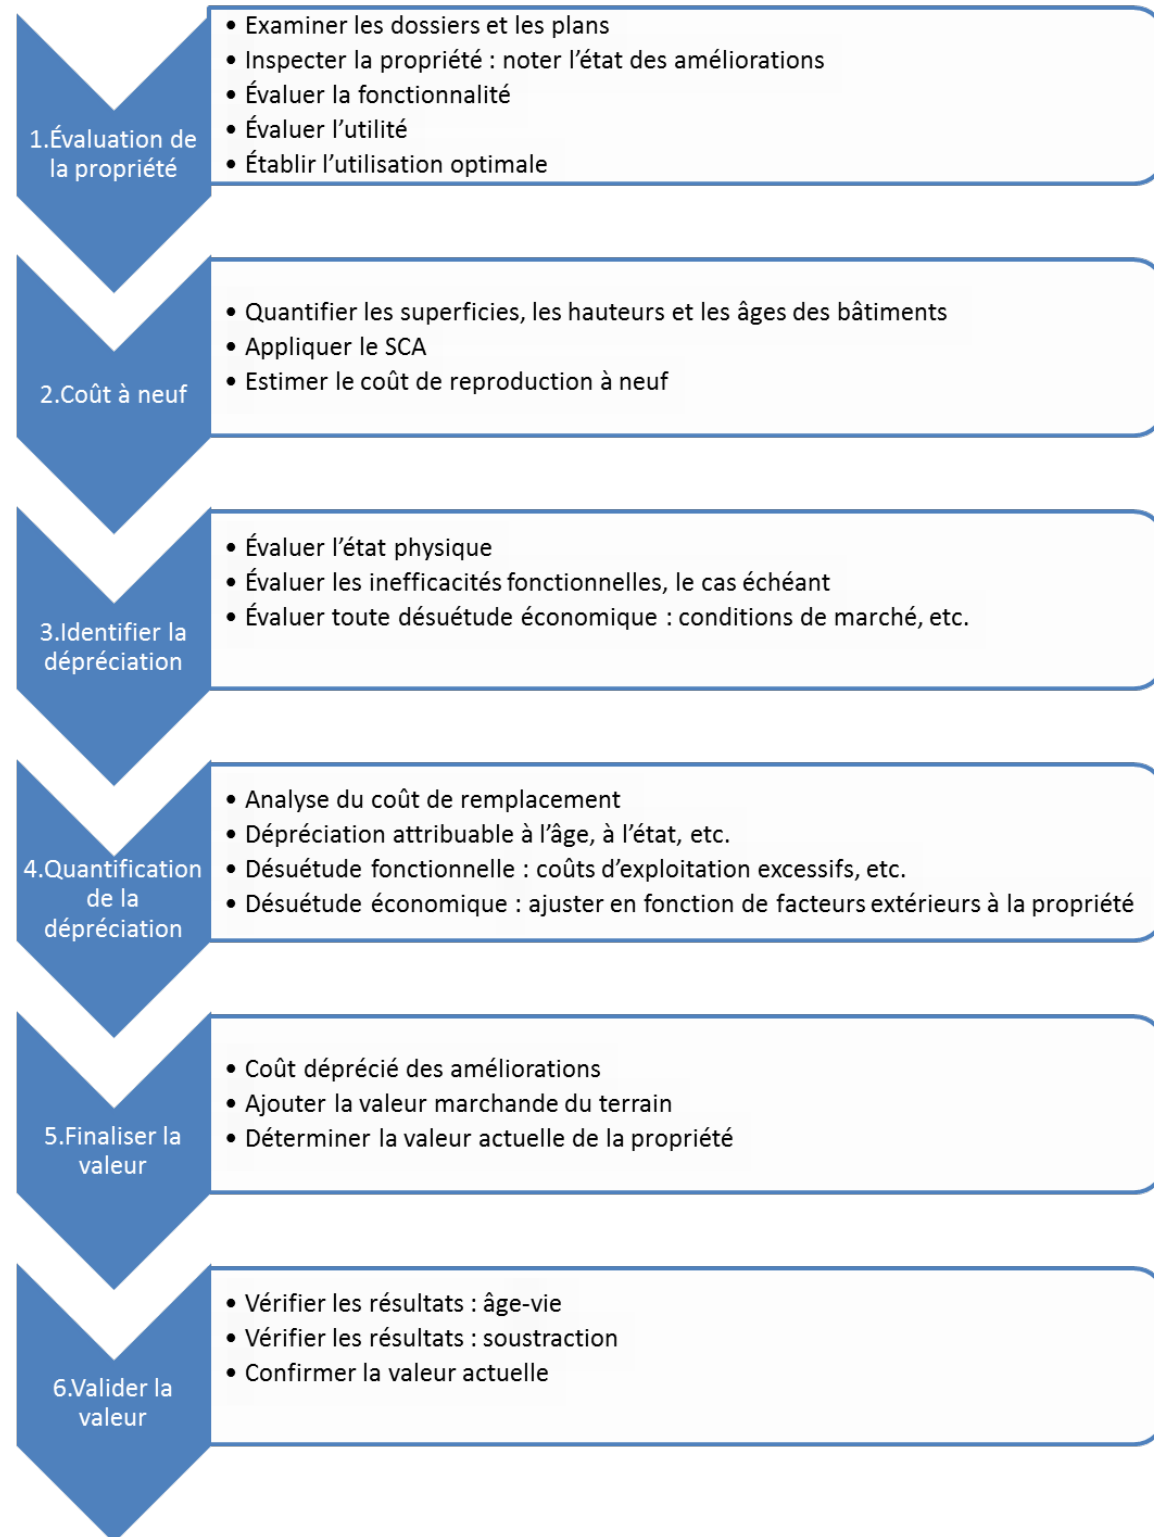 1.Évaluation de
la propriété
• Examiner les dossiers et les plans
• Inspecter la propriété : noter l’état des améliorations
• Évaluer la fonctionnalité
• Évaluer l’utilité
• Établir l’utilisation optimale
2.Coût à neuf
• Quantifier les superficies, les hauteurs et les âges des bâtiments
• Appliquer le SCA
• Estimer le coût de reproduction à neuf
3.Identifier la
dépréciation
• Évaluer l’état physique
• Évaluer les inefficacités fonctionnelles, le cas échéant
• Évaluer toute désuétude économique : conditions de marché, etc.
4.Quantification
de la
dépréciation
• Analyse du coût de remplacement
• Dépréciation attribuable à l’âge, à l’état, etc.
• Désuétude fonctionnelle : coûts d’exploitation excessifs, etc.
• Désuétude économique : ajuster en fonction de facteurs extérieurs à la propriété
5.Finaliser la
valeur
• Coût déprécié des améliorations
• Ajouter la valeur marchande du terrain
• Déterminer la valeur actuelle de la propriété
6.Valider la
valeur
• Vérifier les résultats : âge-vie
• Vérifier les résultats : soustraction
• Confirmer la valeur actuelle